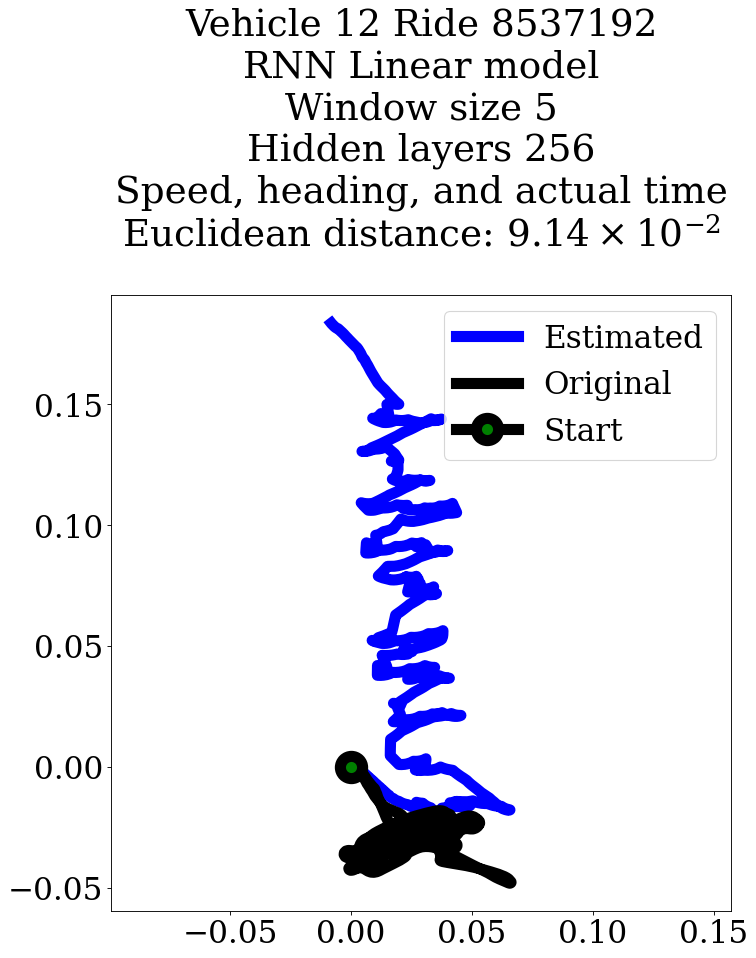 Vehicle 12 Ride 8537192
RNN Linear model
Window size 5
Hidden layers 256
Speed, heading, and actual time
Euclidean distance: 9.14 × 10⁻²
Estimated
Original
Start
0.15
0.10
0.05
0.00
−0.05
−0.05 0.00 0.05 0.10 0.15